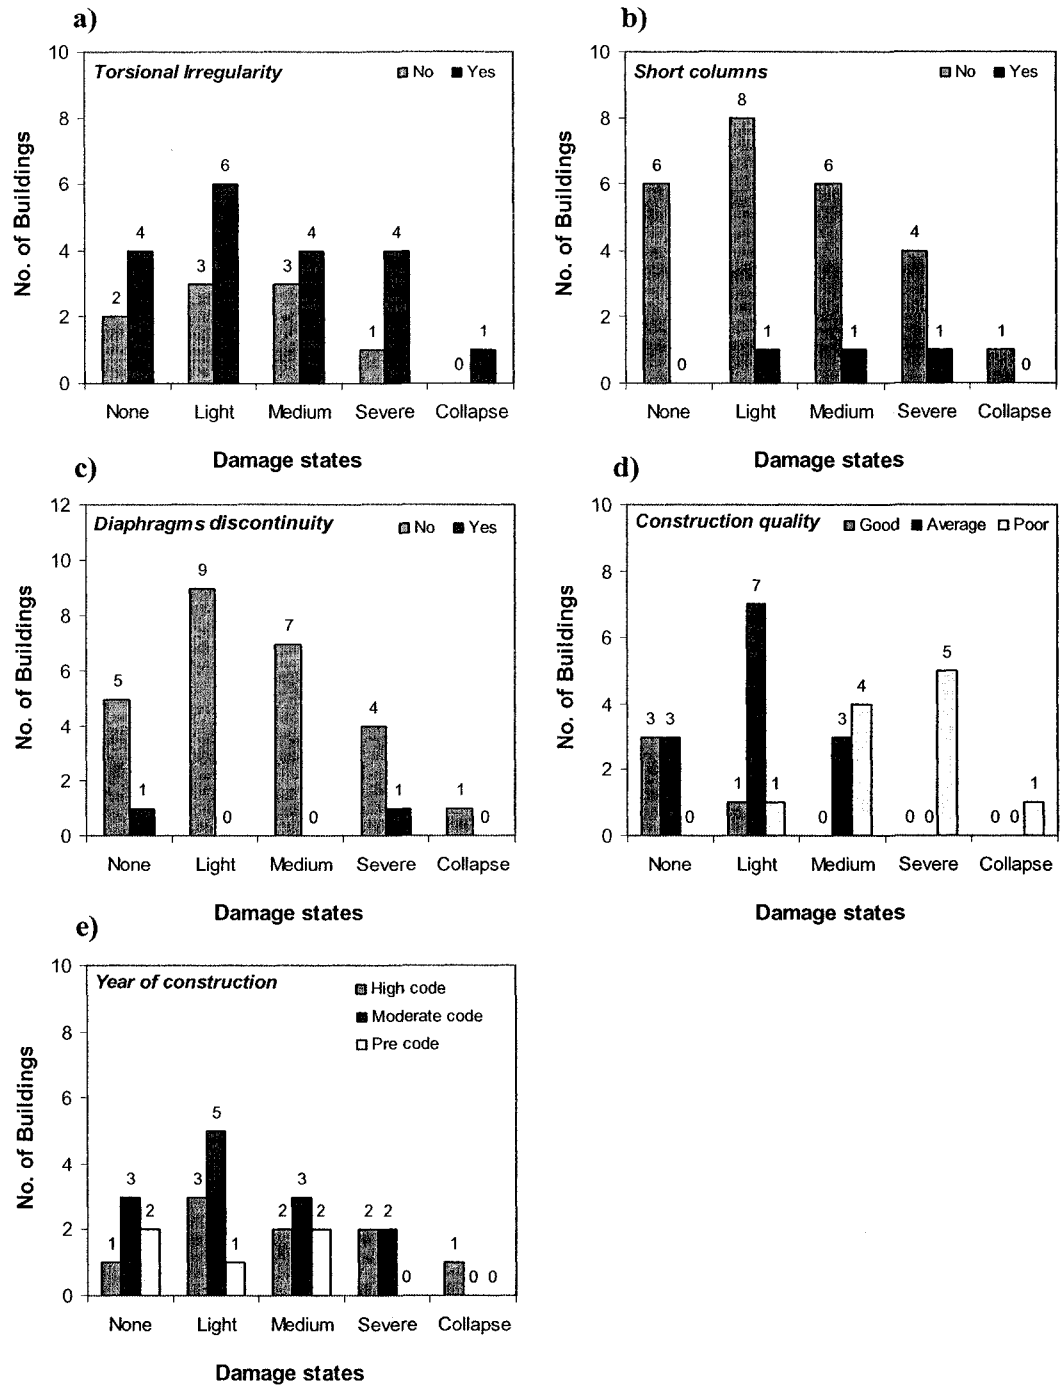 a)
Torsional Irregularity No Yes
No. of Buildings
10
8
6
4
2
0
2 4 3 6 3 4 1 4 0 1
None Light Medium Severe Collapse
Damage states
b)
Short columns No Yes
No. of Buildings
10
8
6
4
2
0
6 0 8 1 6 1 4 1 1 0
None Light Medium Severe Collapse
Damage states
c)
Diaphragms discontinuity No Yes
No. of Buildings
12
10
8
6
4
2
0
5 1 9 0 7 0 4 1 1 0
None Light Medium Severe Collapse
Damage states
d)
Construction quality Good Average Poor
No. of Buildings
10
8
6
4
2
0
3 3 0 1 7 1 0 3 4 0 0 5 0 0 1
None Light Medium Severe Collapse
Damage states
e)
Year of construction
High code
Moderate code
Pre code
No. of Buildings
10
8
6
4
2
0
1 3 2 3 5 1 2 3 2 2 2 0 1 0 0
None Light Medium Severe Collapse
Damage states